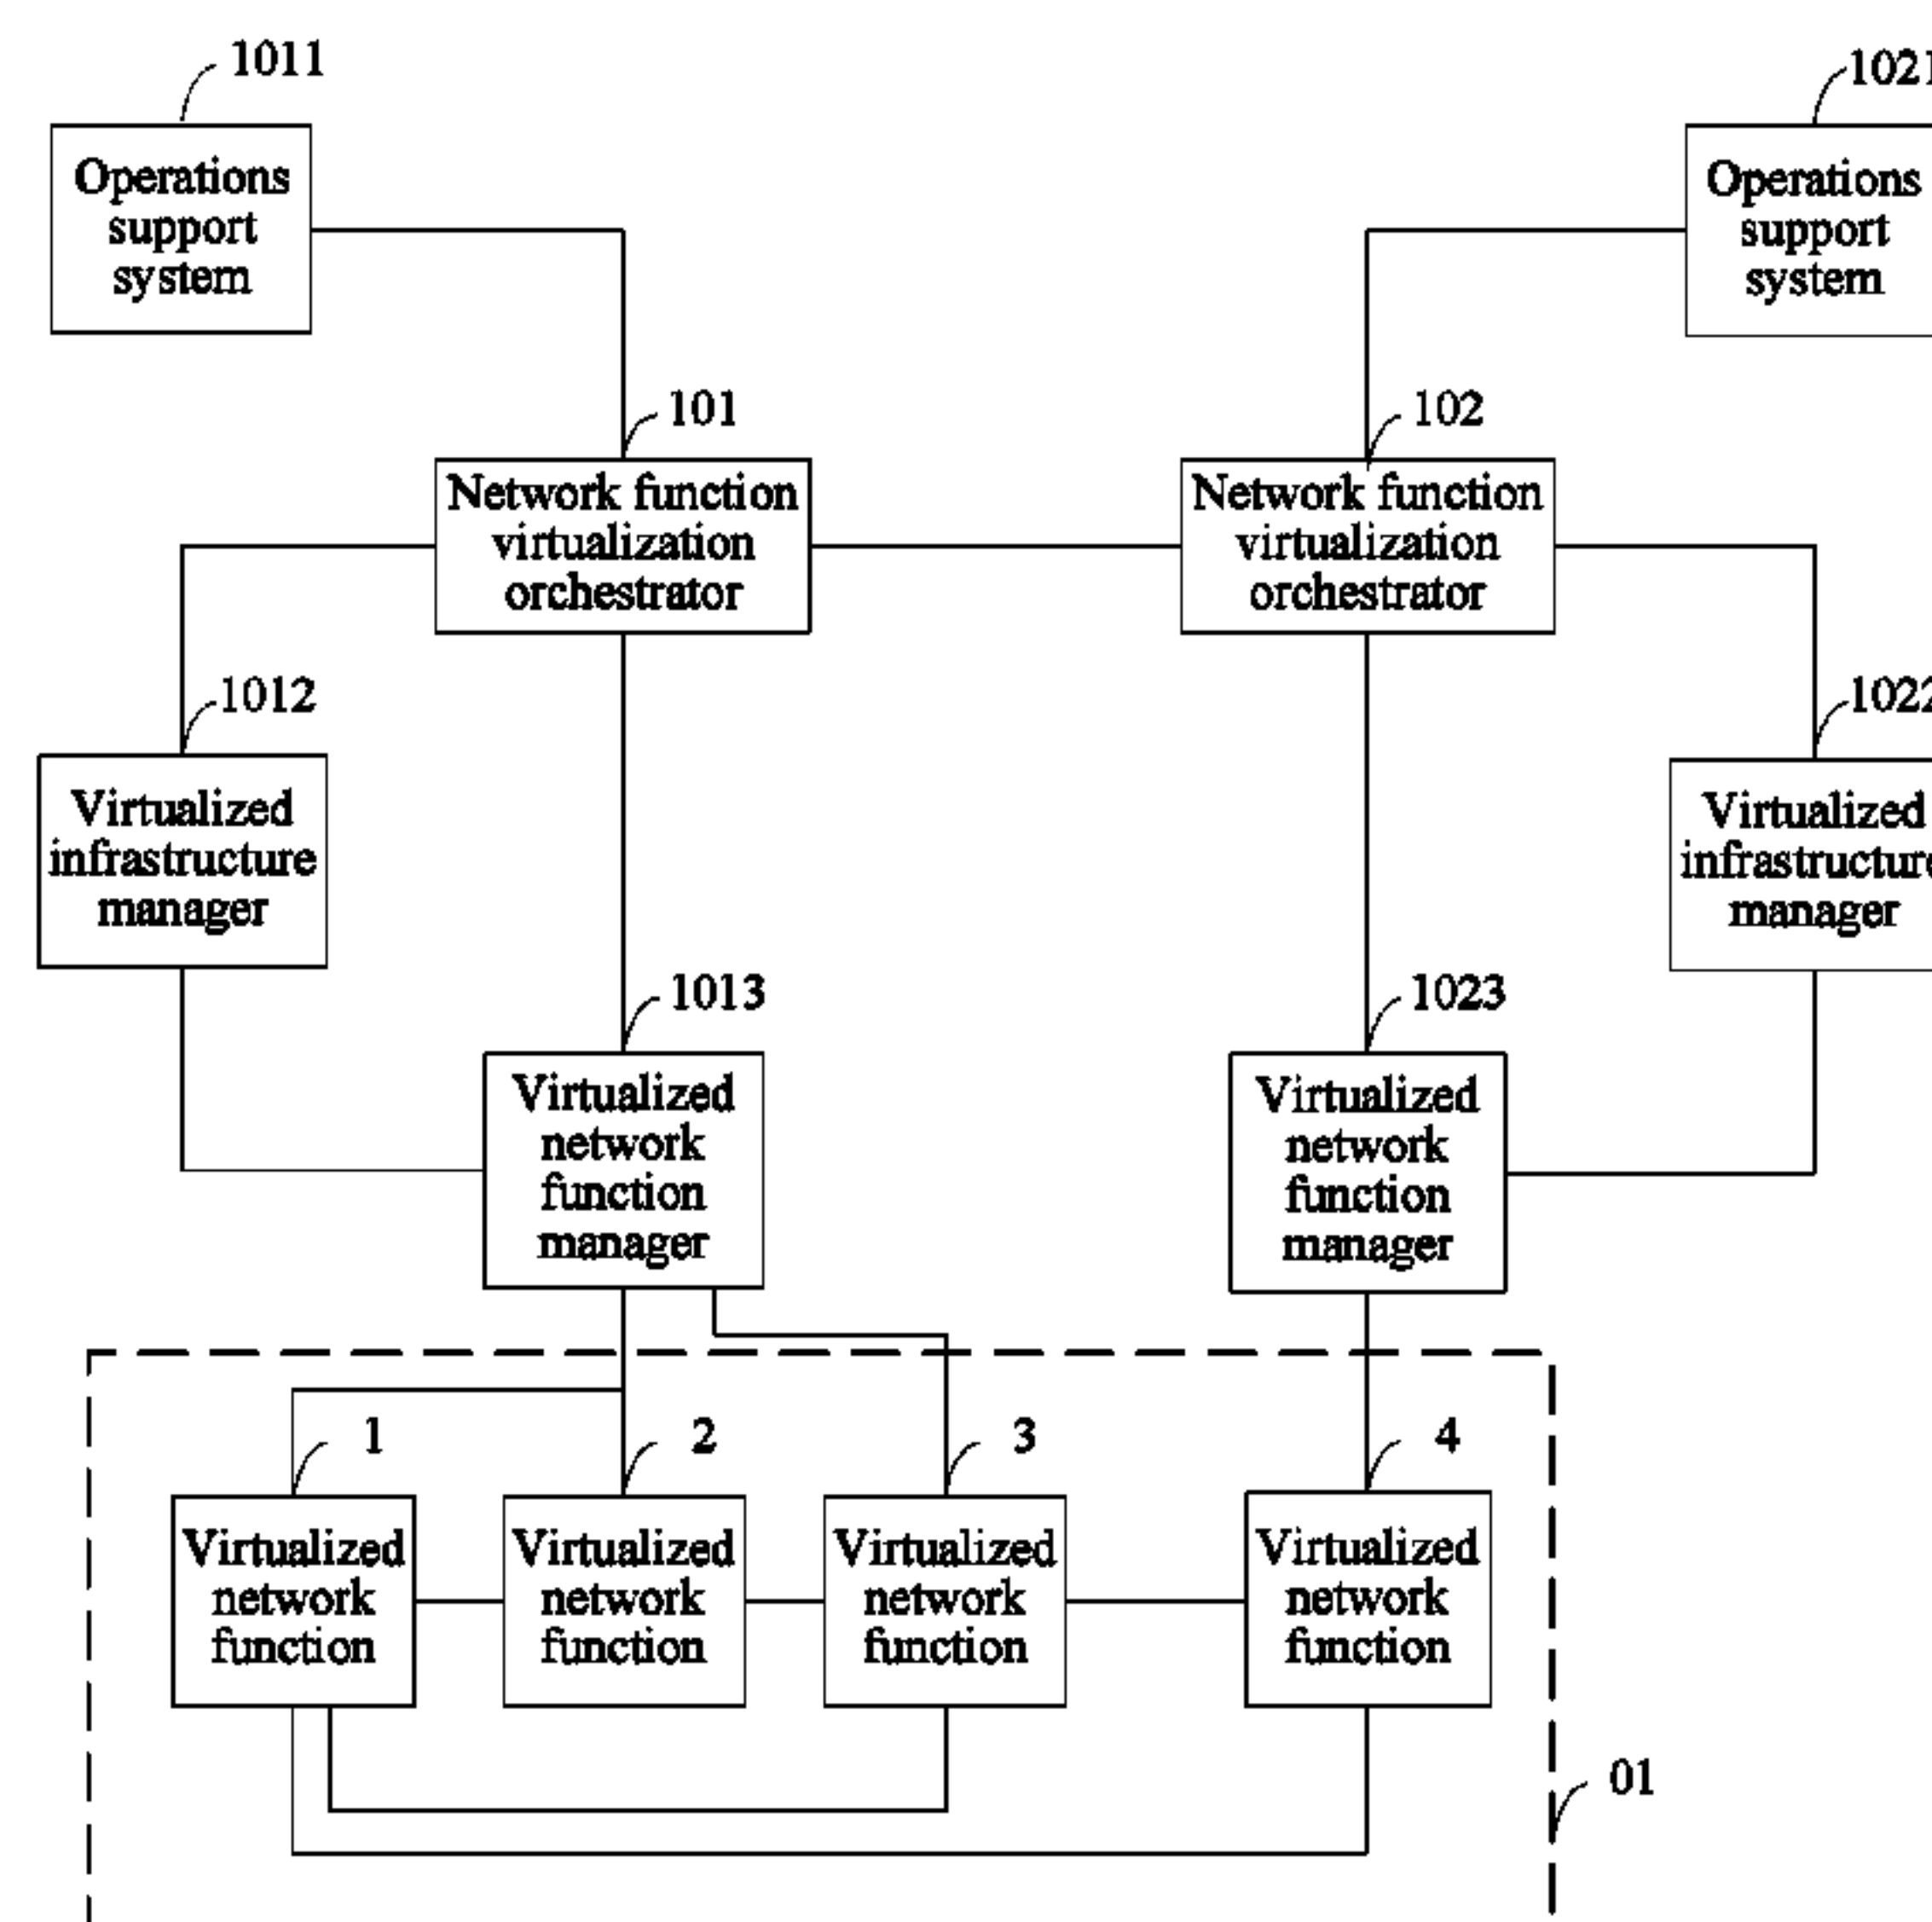 1011
1021
Operations
support
system
Operations
support
system
101
102
Network function
virtualization
orchestrator
Network function
virtualization
orchestrator
1012
1022
Virtualized
infrastructure
manager
Virtualized
infrastructure
manager
1013
1023
Virtualized
network
function
manager
Virtualized
network
function
manager
1
2
3
4
Virtualized
network
function
Virtualized
network
function
Virtualized
network
function
Virtualized
network
function
01